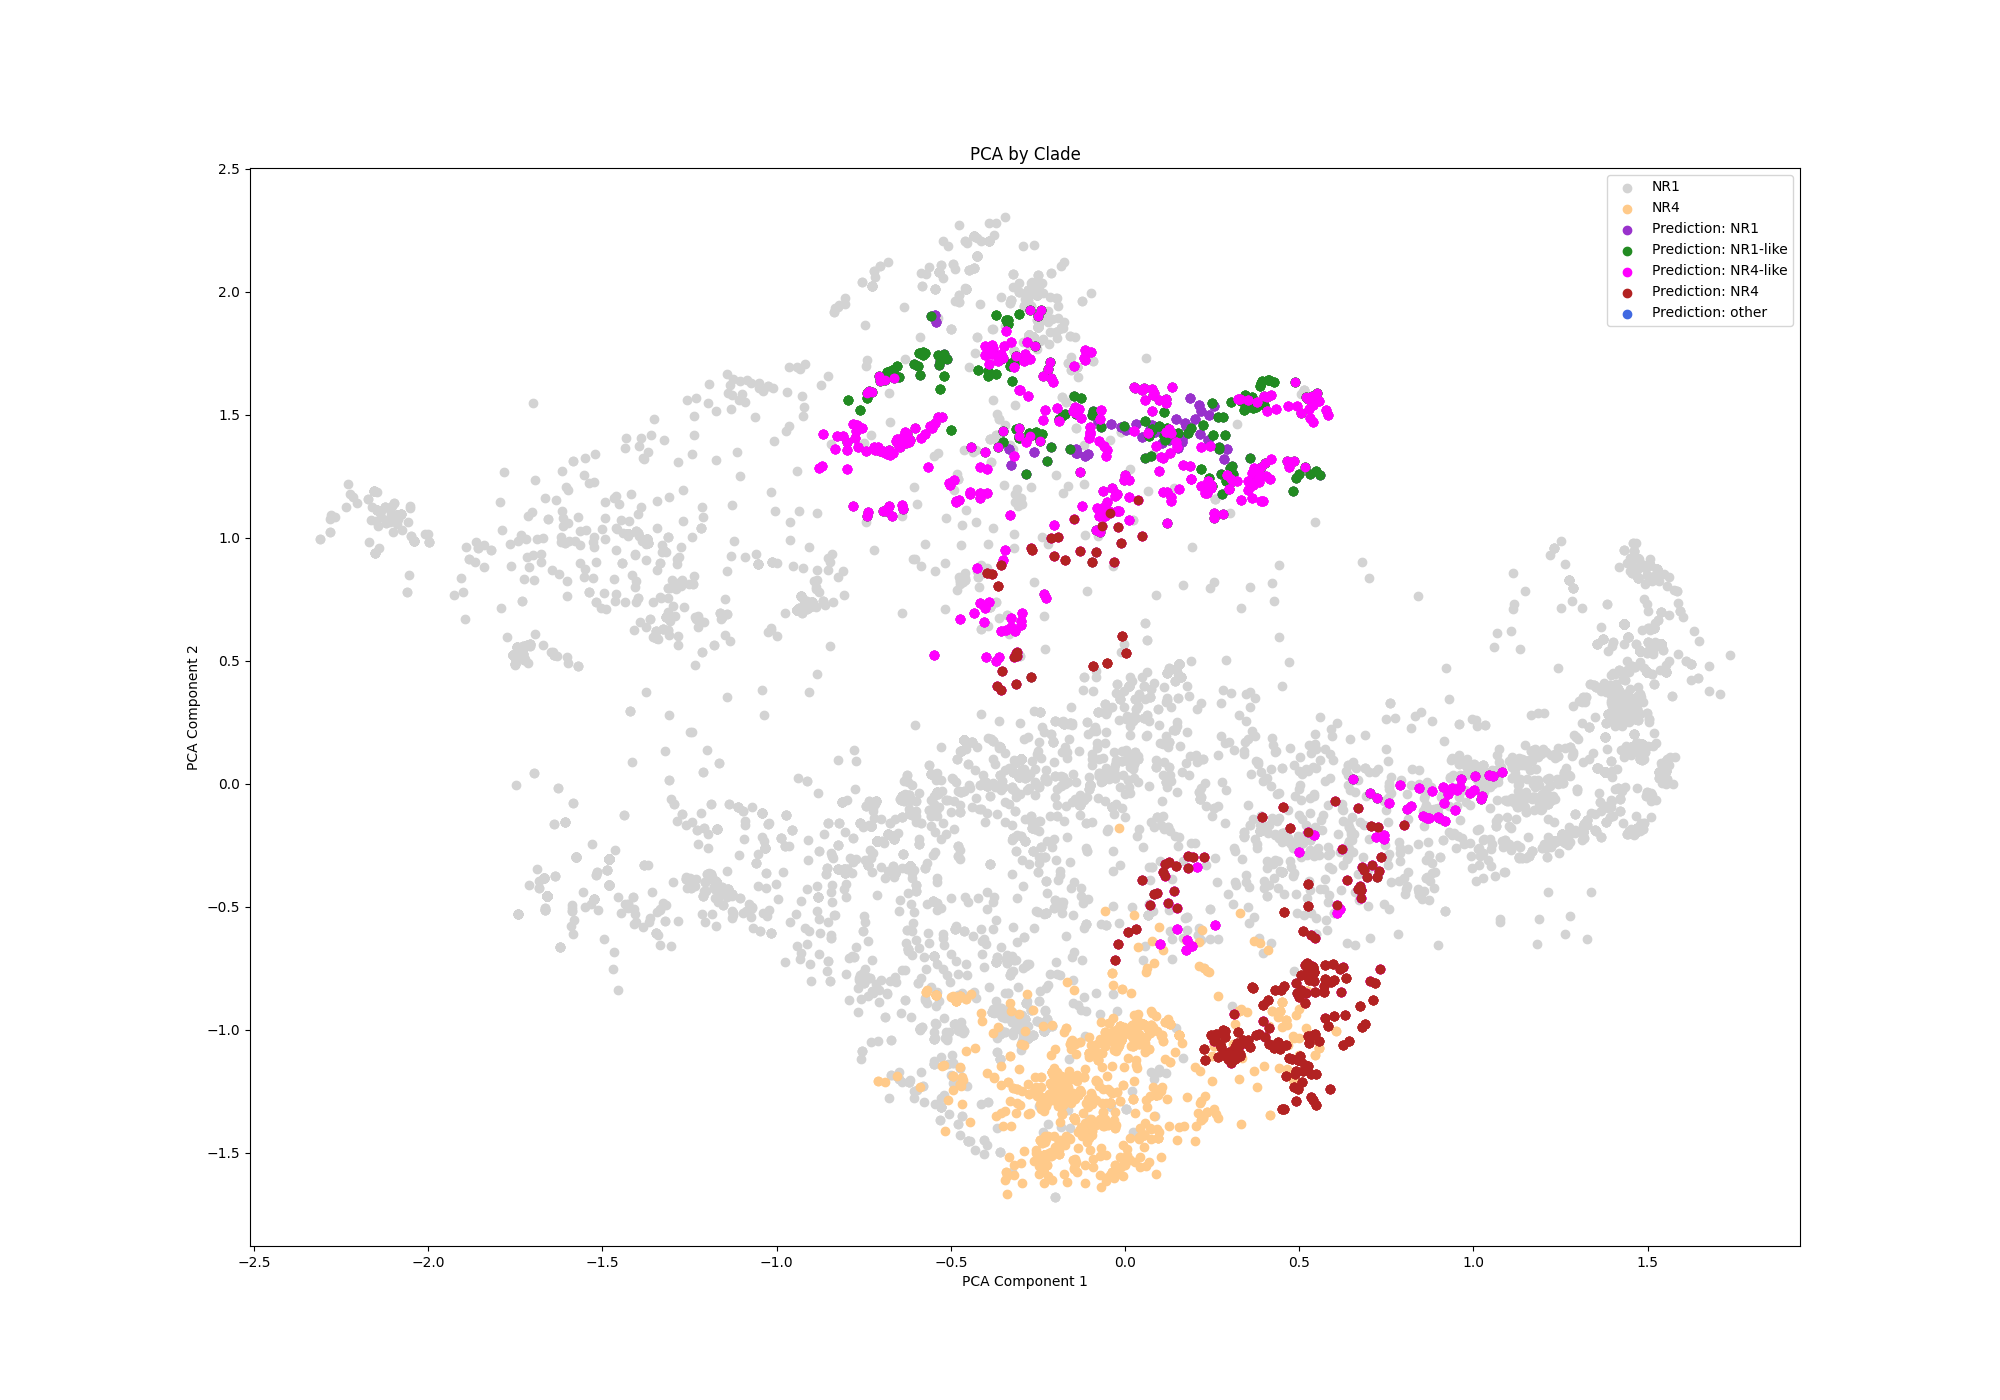 PCA by Clade
2.5
2.0
1.5
1.0
0.5
0.0
−0.5
−1.0
−1.5
PCA Component 2
NR1
NR4
Prediction: NR1
Prediction: NR1-like
Prediction: NR4-like
Prediction: NR4
Prediction: other
−2.5 −2.0 −1.5 −1.0 −0.5 0.0 0.5 1.0 1.5
PCA Component 1